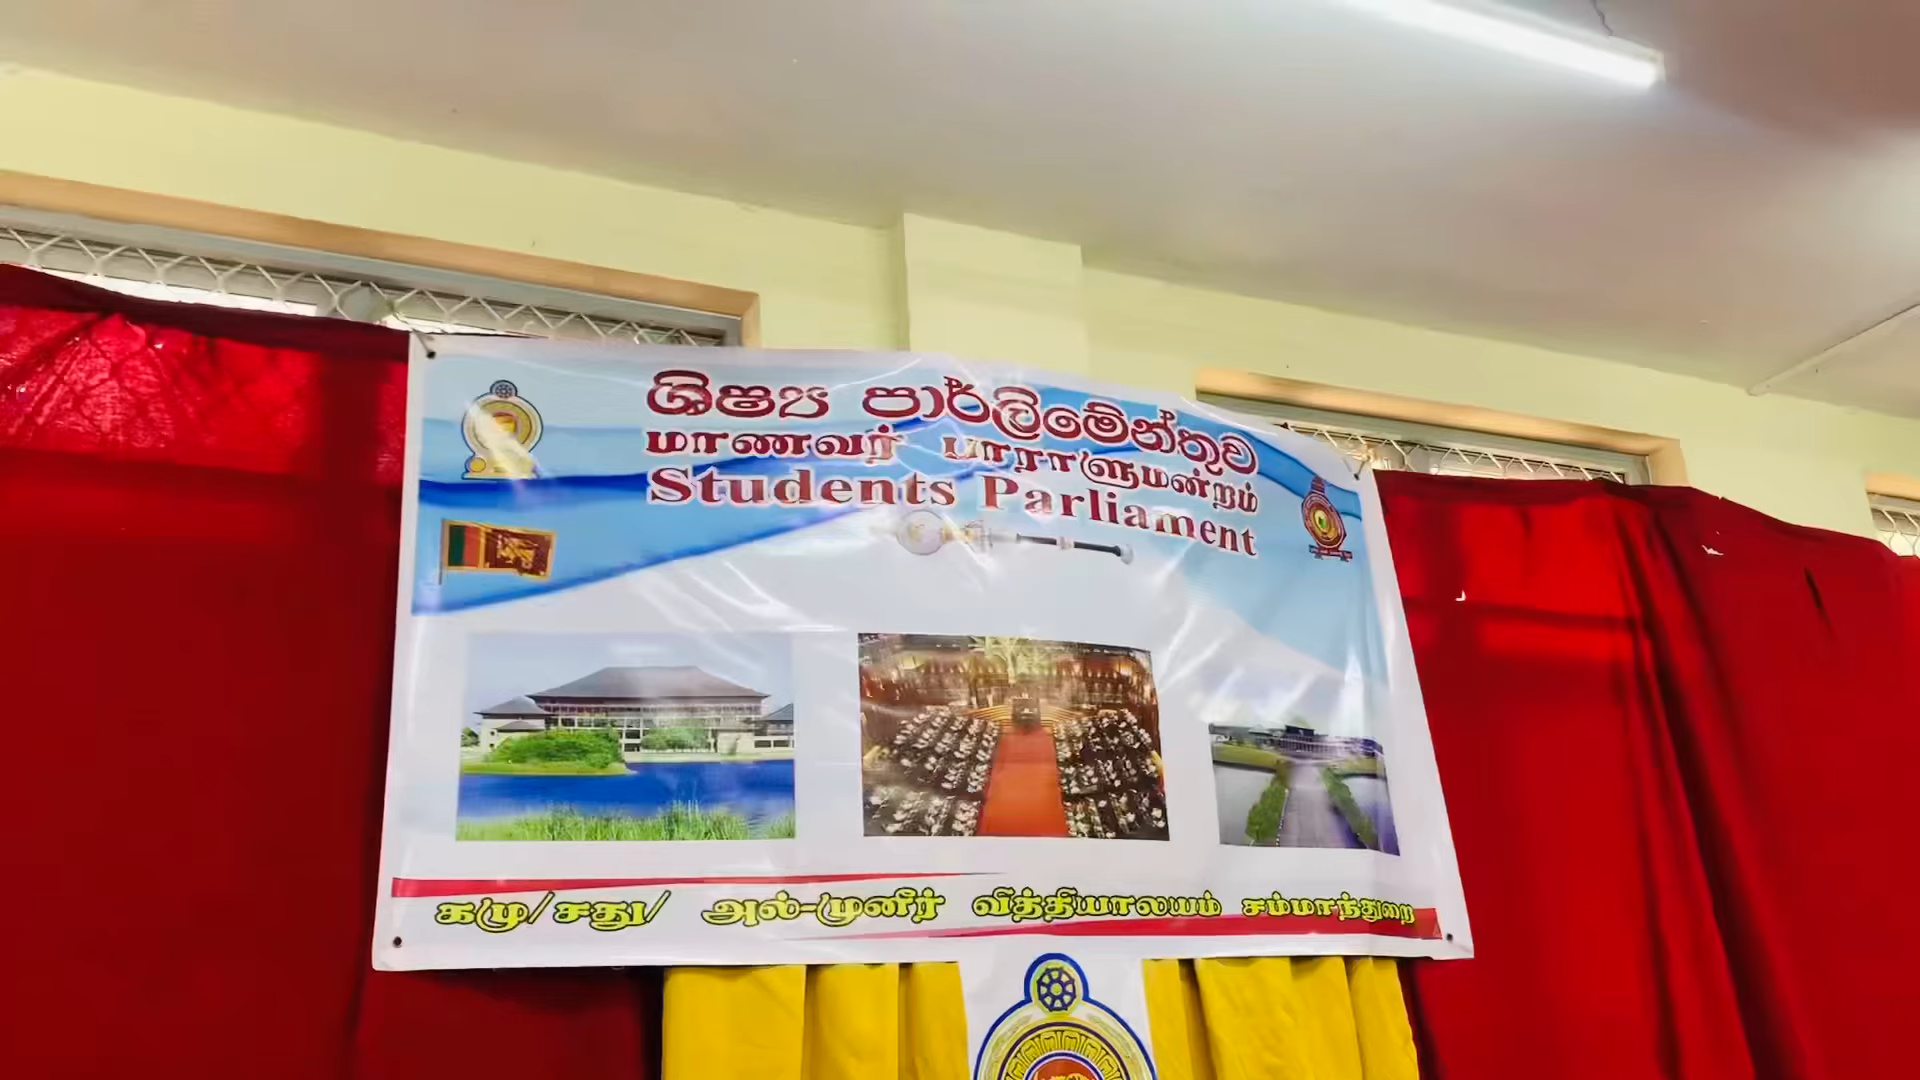 ශිෂ්‍ය පාර්ලිමේන්තුව
மாணவர் பாராளுமன்றம்
Students Parliament
கமு/சது/ அல்-முனீர் வித்தியாலயம் சம்மாந்துறை